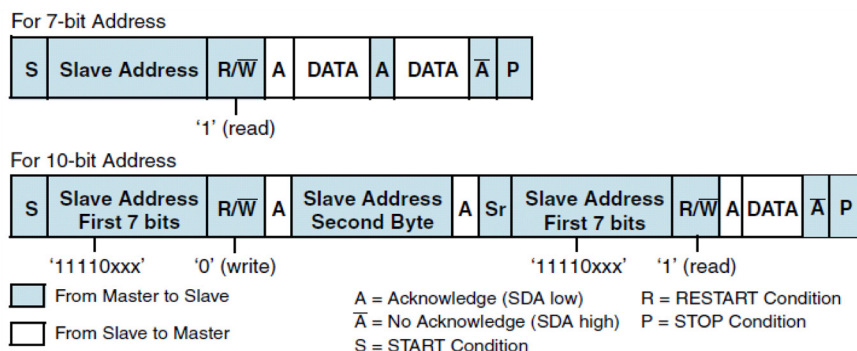 For 7-bit Address
S Slave Address R/W̅ A DATA A DATA A̅ P
'1' (read)
For 10-bit Address
S Slave Address First 7 bits R/W̅ A Slave Address Second Byte A Sr Slave Address First 7 bits R/W̅ A DATA A̅ P
'11110xxx' '0' (write) '11110xxx' '1' (read)
From Master to Slave
From Slave to Master
A = Acknowledge (SDA low)
A̅ = No Acknowledge (SDA high)
S = START Condition
R = RESTART Condition
P = STOP Condition